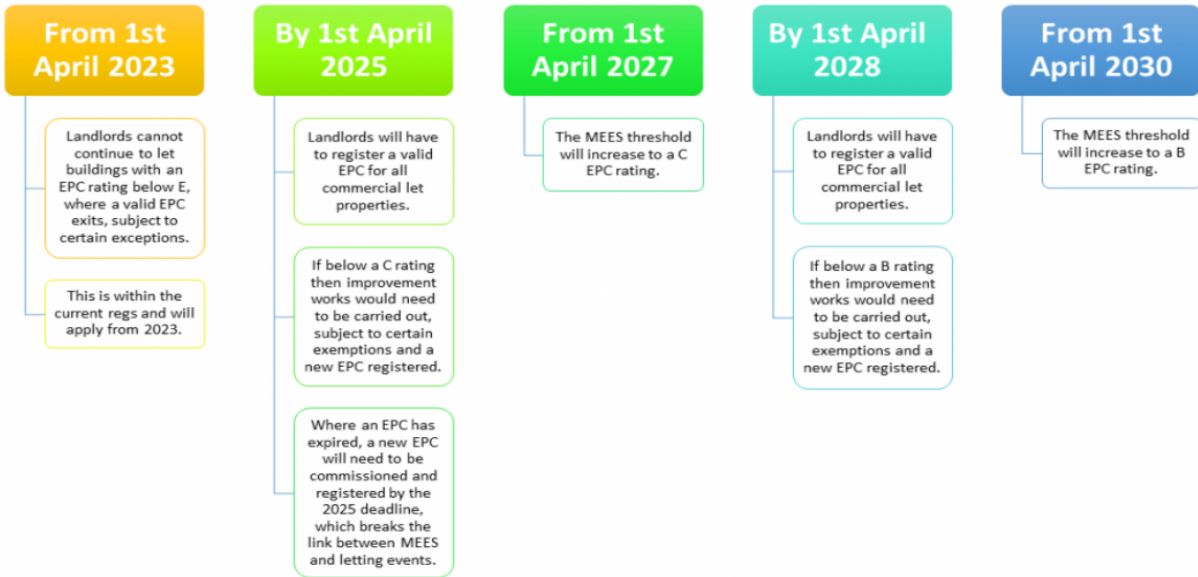 From 1st
April 2023
Landlords cannot
continue to let
buildings with an
EPC rating below E,
where a valid EPC
exits, subject to
certain exceptions.
This is within the
current regs and will
apply from 2023.
By 1st April
2025
Landlords will have
to register a valid
EPC for all
commercial let
properties.
If below a C rating
then improvement
works would need
to be carried out,
subject to certain
exemptions and a
new EPC registered.
Where an EPC has
expired, a new EPC
will need to be
commissioned and
registered by the
2025 deadline,
which breaks the
link between MEES
and letting events.
From 1st
April 2027
The MEES threshold
will increase to a C
EPC rating.
By 1st April
2028
Landlords will have
to register a valid
EPC for all
commercial let
properties.
If below a B rating
then improvement
works would need
to be carried out,
subject to certain
exemptions and a
new EPC registered.
From 1st
April 2030
The MEES threshold
will increase to a B
EPC rating.